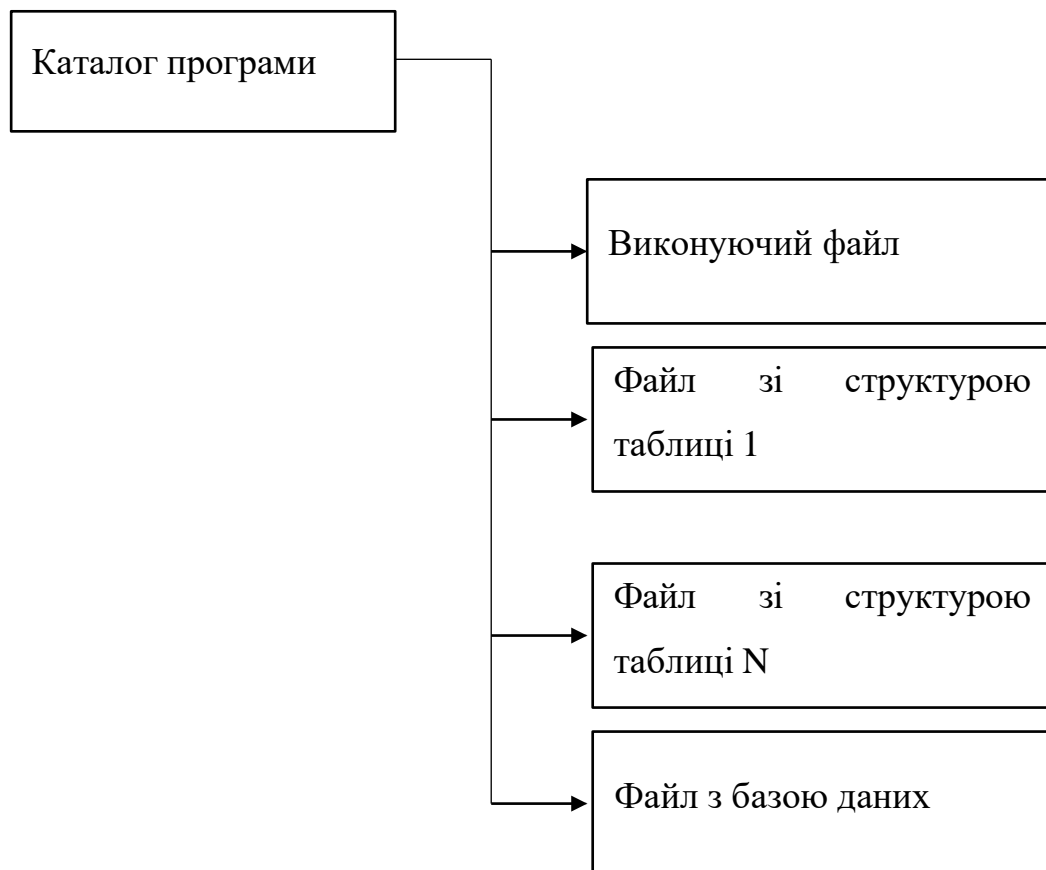 Каталог програми
Виконуючий файл
Файл зі структурою
таблиці 1
Файл зі структурою
таблиці N
Файл з базою даних